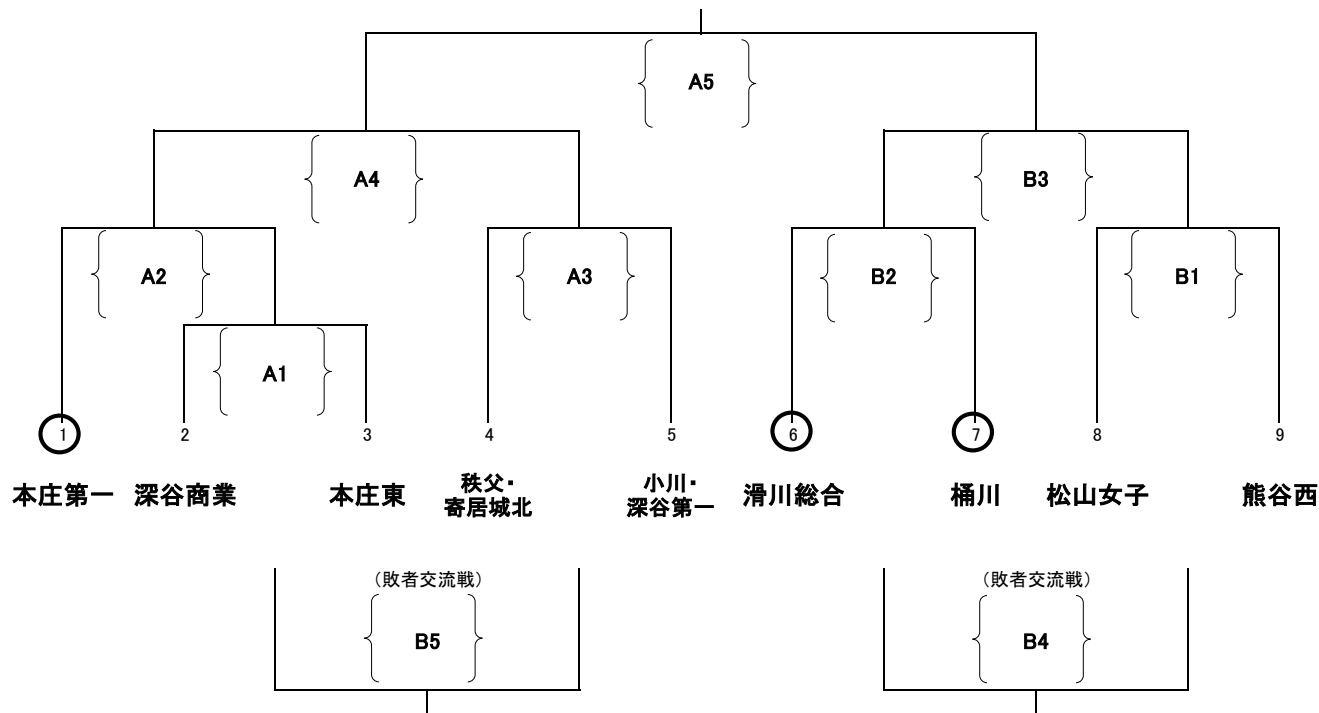 A5
A4
B3
A2
A3
B2
B1
A1
1
2
3
4
5
6
7
8
9
本庄第一
深谷商業
本庄東
秩父・
寄居城北
小川・
深谷第一
滑川総合
桶川
松山女子
熊谷西
（敗者交流戦）
（敗者交流戦）
B5
B4